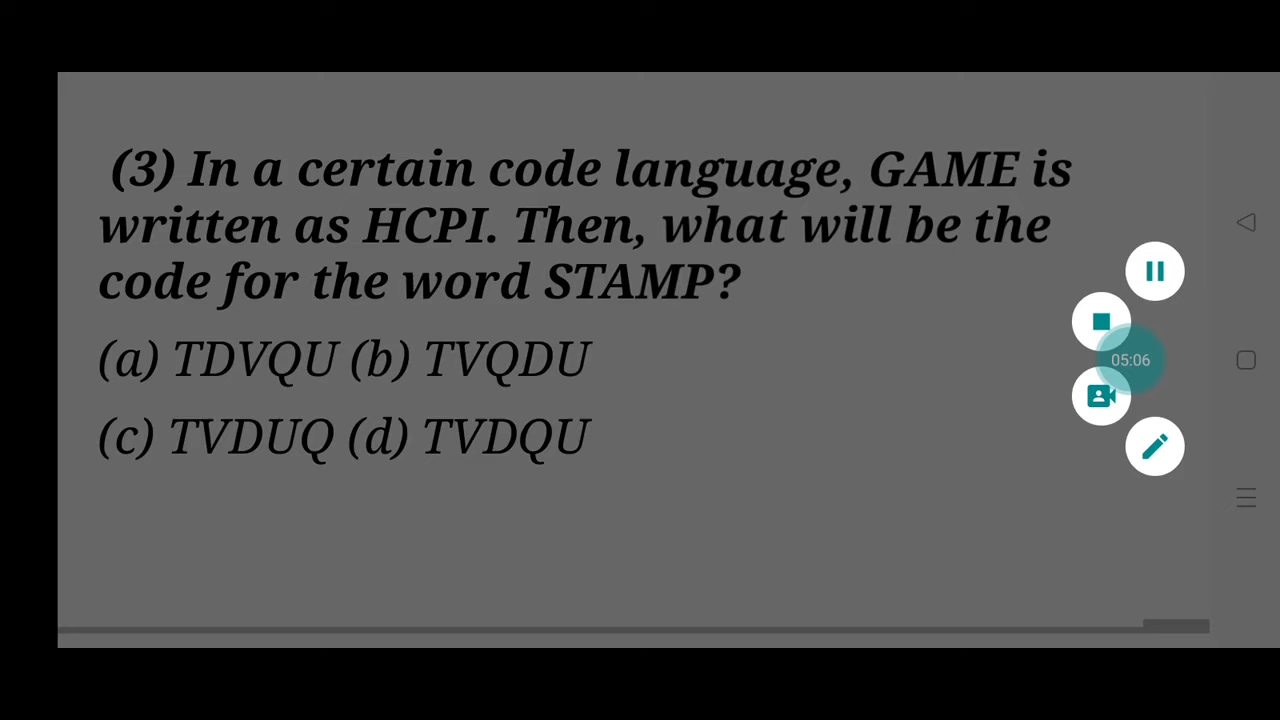 (3) In a certain code language, GAME is
written as HCPI. Then, what will be the
code for the word STAMP?
(a) TDVQU (b) TVQDU
(c) TVDUQ (d) TVDQU
05:06